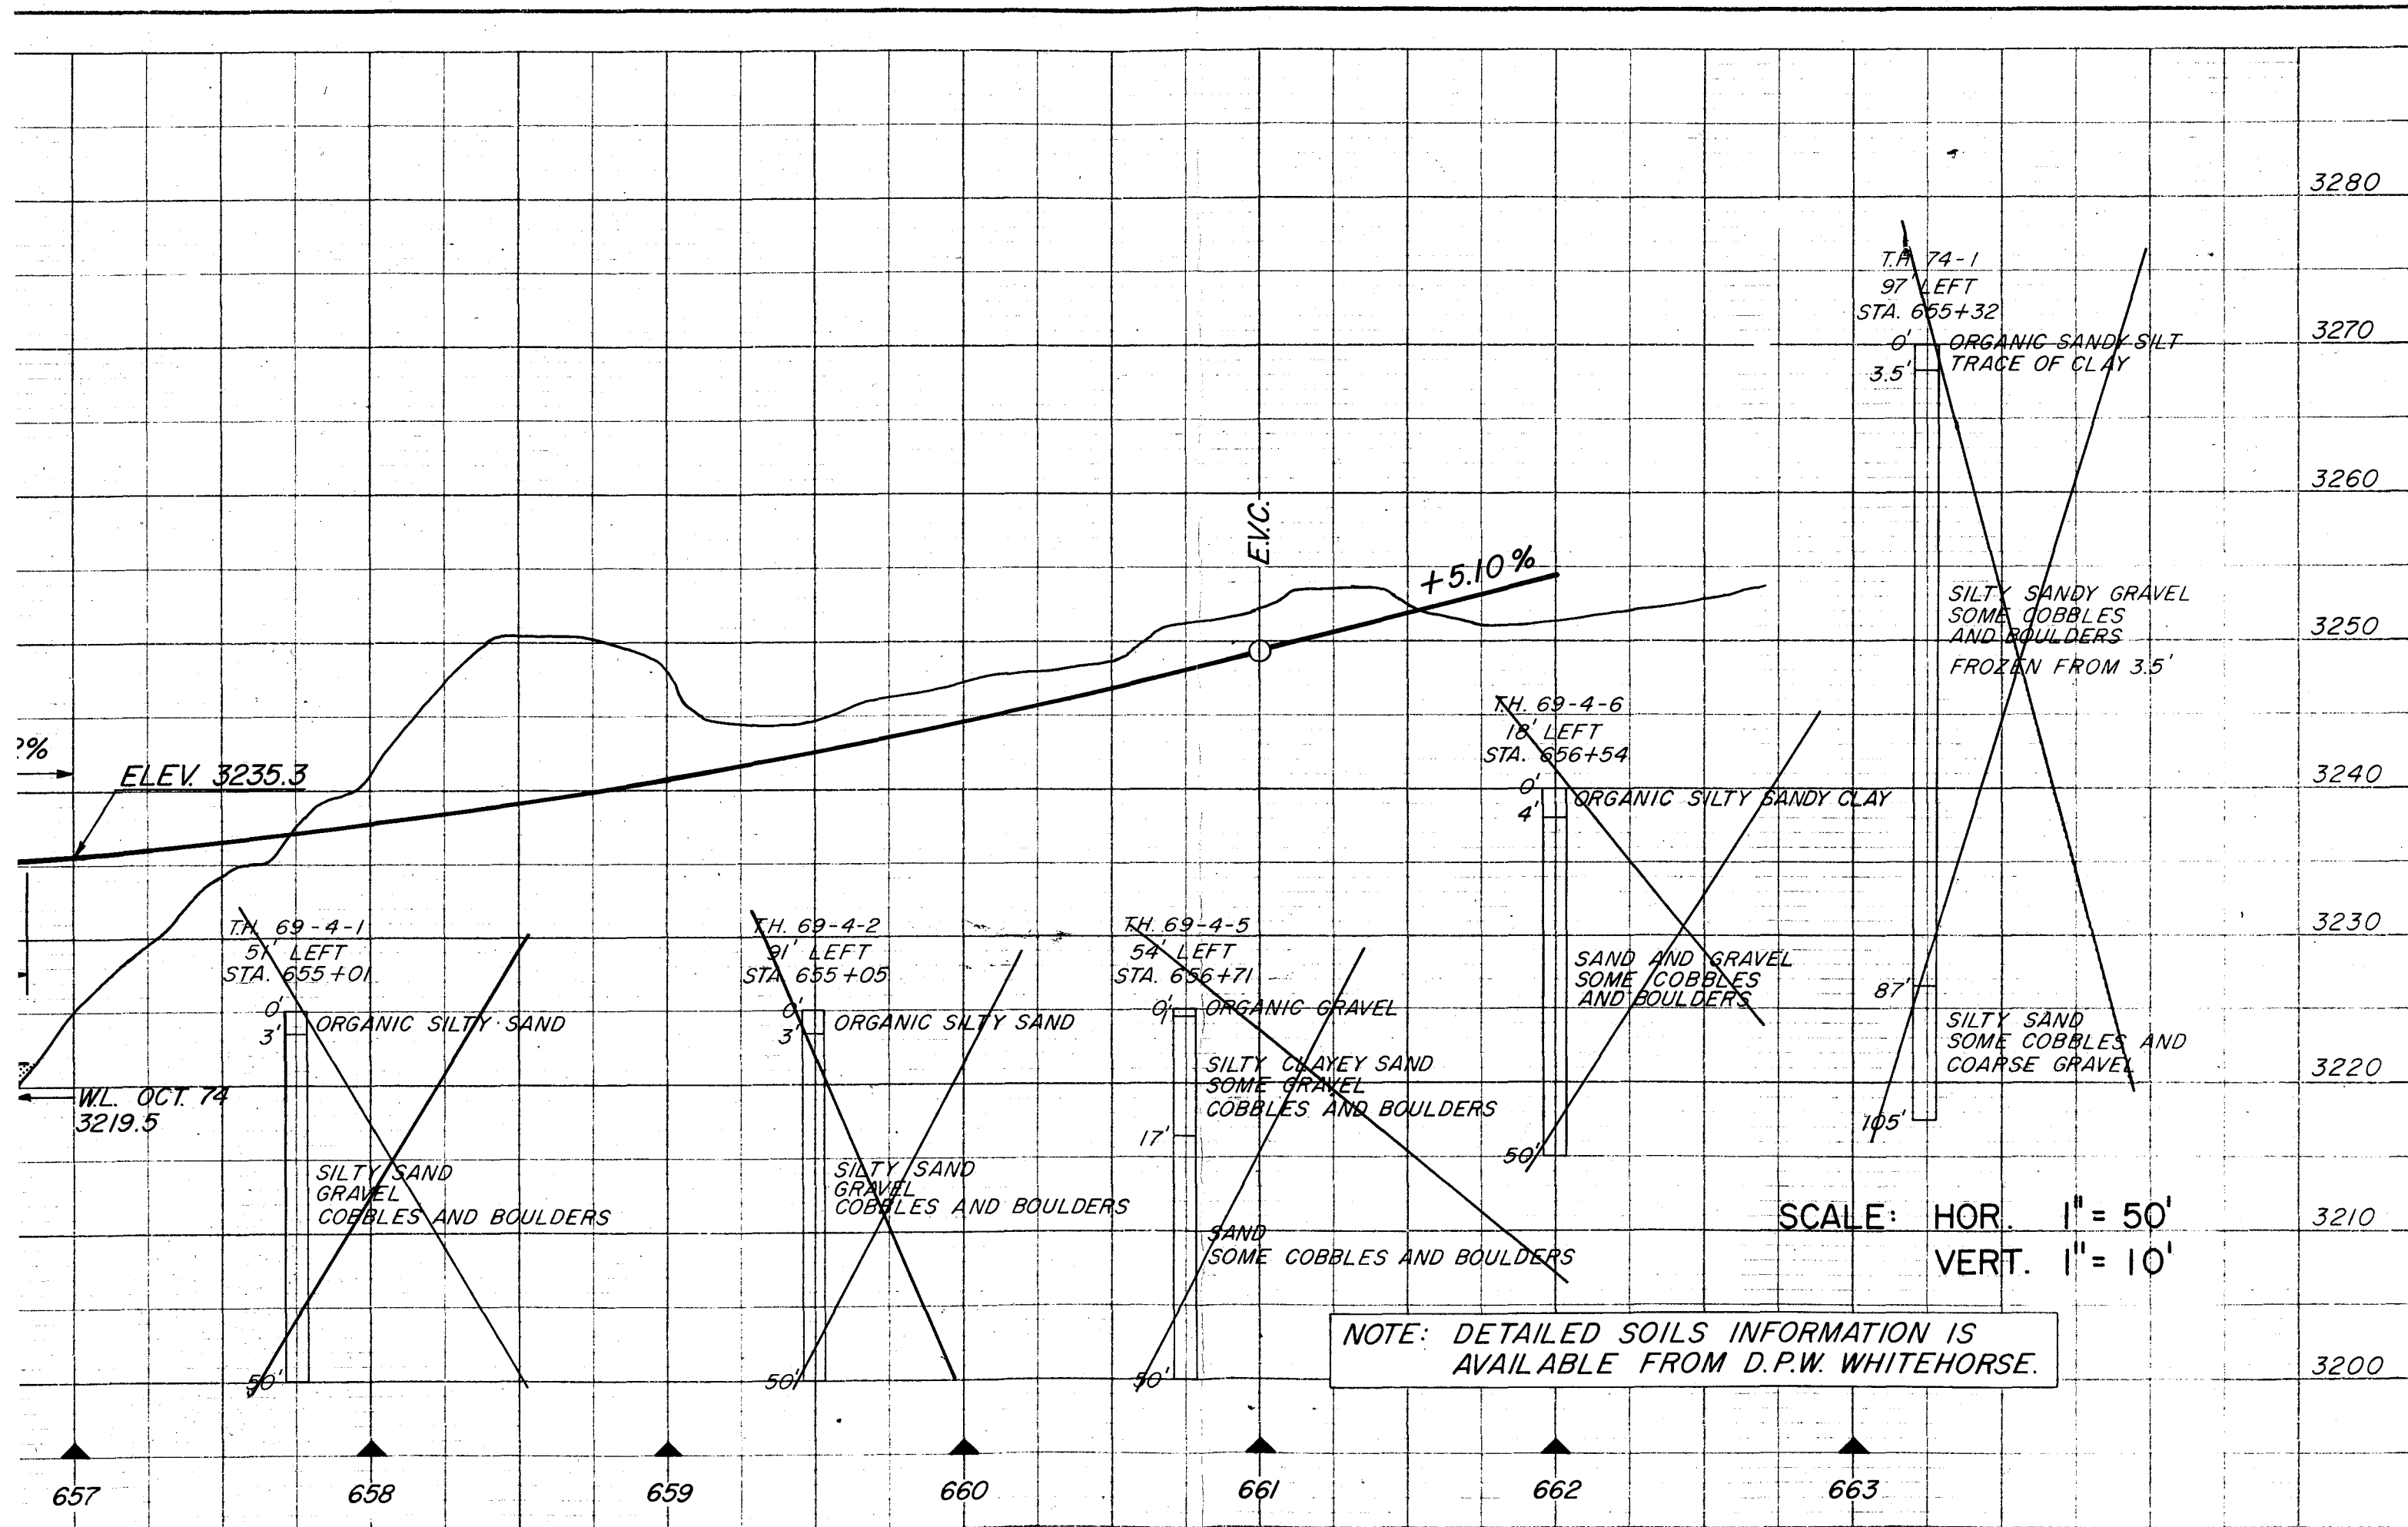 3280
T.H. 74-1
97' LEFT
STA. 655+32
0'
ORGANIC SANDY SILT
TRACE OF CLAY
3.5'
3270
3260
E.V.C.
+5.10%
SILTY SANDY GRAVEL
SOME COBBLES
AND BOULDERS
FROZEN FROM 3.5'
3250
T.H. 69-4-6
18' LEFT
STA. 656+54
0'
4'
ORGANIC SILTY SANDY CLAY
SAND AND GRAVEL
SOME COBBLES
AND BOULDERS
50'
%
ELEV. 3235.3
3240
3230
87'
SILTY SAND
SOME COBBLES AND
COARSE GRAVEL
105'
3220
T.H. 69-4-1
51' LEFT
STA. 655+01
0'
3'
ORGANIC SILTY SAND
W.L. OCT. 74
3219.5
SILTY SAND
GRAVEL
COBBLES AND BOULDERS
50'
T.H. 69-4-2
91' LEFT
STA. 655+05
0'
3'
ORGANIC SILTY SAND
SILTY SAND
GRAVEL
COBBLES AND BOULDERS
50'
T.H. 69-4-5
54' LEFT
STA. 656+71
0'
1'
ORGANIC GRAVEL
SILTY CLAYEY SAND
SOME GRAVEL
COBBLES AND BOULDERS
17'
SAND
SOME COBBLES AND BOULDERS
50'
SCALE: HOR. 1" = 50'
VERT. 1" = 10'
3210
NOTE: DETAILED SOILS INFORMATION IS
AVAILABLE FROM D.P.W. WHITEHORSE.
3200
657 658 659 660 661 662 663